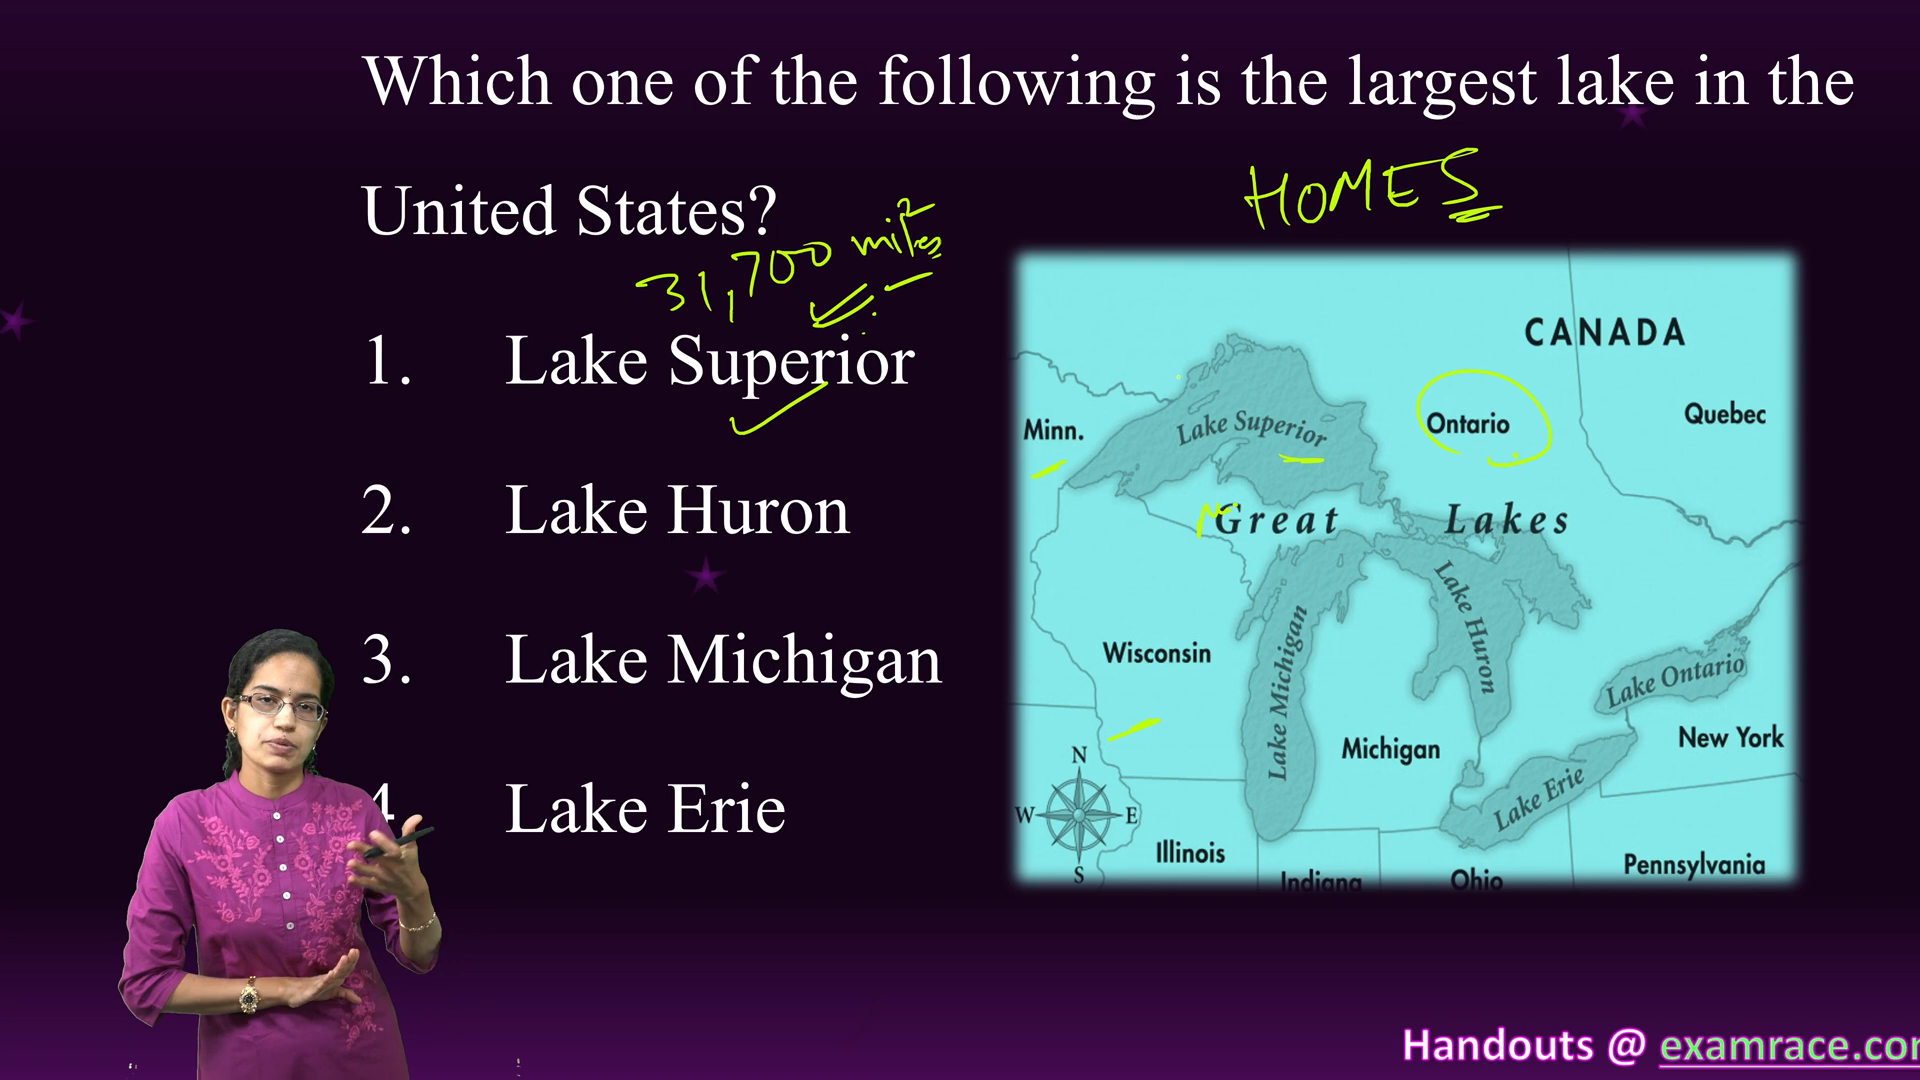 Which one of the following is the largest lake in the
United States?
HOMES
31,700 miles²
1. Lake Superior
2. Lake Huron
3. Lake Michigan
4. Lake Erie
CANADA
Minn.
Lake Superior
Ontario
Quebec
Great Lakes
Wisconsin
Lake Michigan
Lake Huron
Lake Ontario
Michigan
New York
N
W E
S
Lake Erie
Illinois
Indiana
Ohio
Pennsylvania
Handouts @ examrace.co